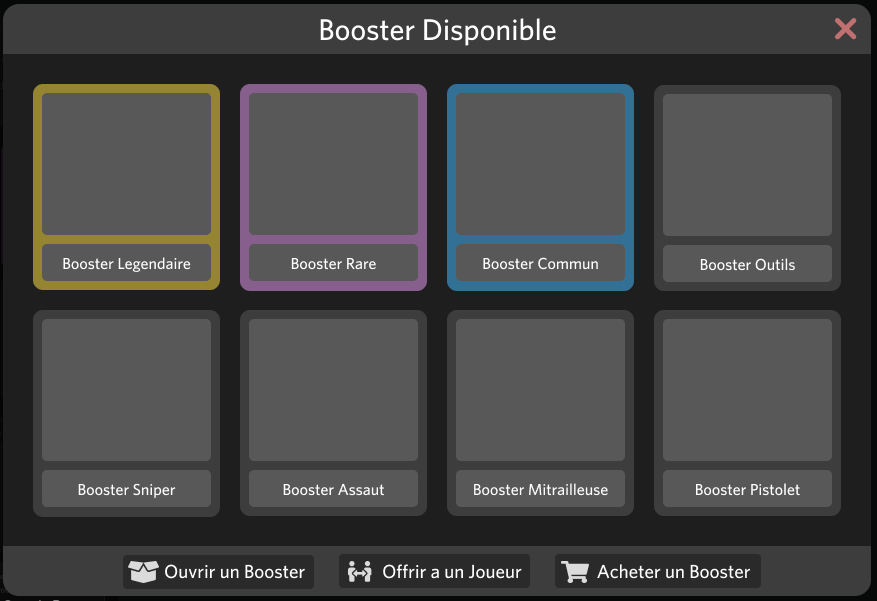 Booster Disponible
Booster Legendaire
Booster Rare
Booster Commun
Booster Outils
Booster Sniper
Booster Assaut
Booster Mitrailleuse
Booster Pistolet
Ouvrir un Booster
Offrir a un Joueur
Acheter un Booster